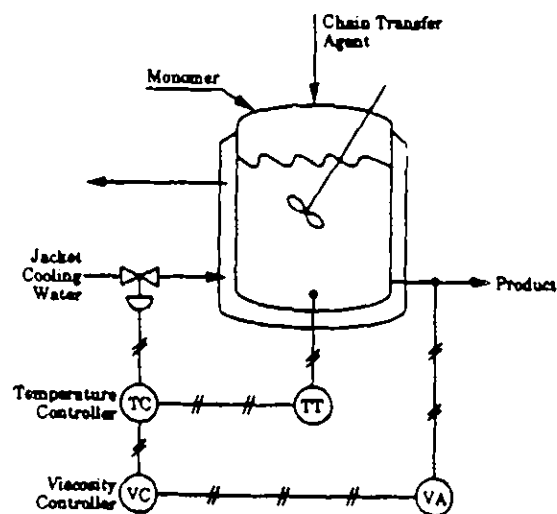 Chain Transfer
Agent
Monomer
Jacket
Cooling
Water
Product
Temperature
Controller
TC
TT
Viscosity
Controller
VC
VA